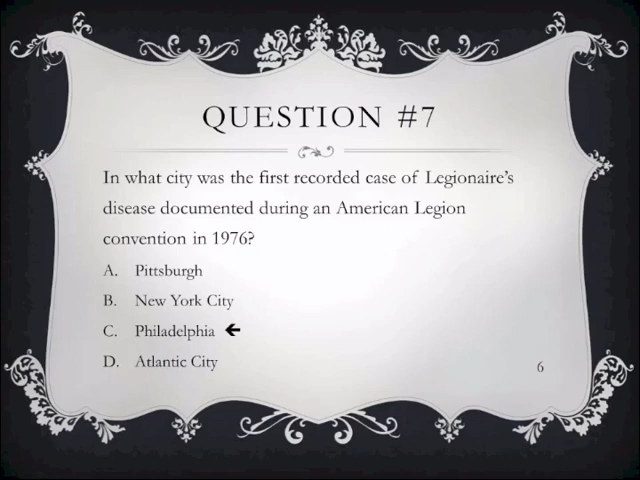 QUESTION #7
In what city was the first recorded case of Legionaire's
disease documented during an American Legion
convention in 1976?
A. Pittsburgh
B. New York City
C. Philadelphia 🡸
D. Atlantic City
6